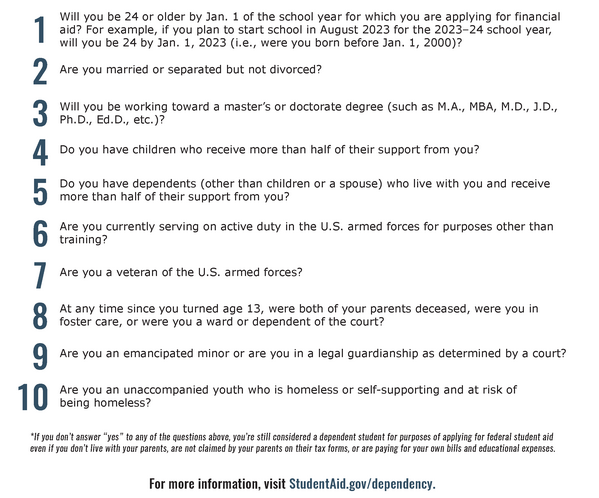 1 Will you be 24 or older by Jan. 1 of the school year for which you are applying for financial
aid? For example, if you plan to start school in August 2023 for the 2023–24 school year,
will you be 24 by Jan. 1, 2023 (i.e., were you born before Jan. 1, 2000)?
2 Are you married or separated but not divorced?
3 Will you be working toward a master’s or doctorate degree (such as M.A., MBA, M.D., J.D.,
Ph.D., Ed.D., etc.)?
4 Do you have children who receive more than half of their support from you?
5 Do you have dependents (other than children or a spouse) who live with you and receive
more than half of their support from you?
6 Are you currently serving on active duty in the U.S. armed forces for purposes other than
training?
7 Are you a veteran of the U.S. armed forces?
8 At any time since you turned age 13, were both of your parents deceased, were you in
foster care, or were you a ward or dependent of the court?
9 Are you an emancipated minor or are you in a legal guardianship as determined by a court?
10 Are you an unaccompanied youth who is homeless or self-supporting and at risk of
being homeless?
*If you don’t answer “yes” to any of the questions above, you’re still considered a dependent student for purposes of applying for federal student aid
even if you don’t live with your parents, are not claimed by your parents on their tax forms, or are paying for your own bills and educational expenses.
For more information, visit StudentAid.gov/dependency.